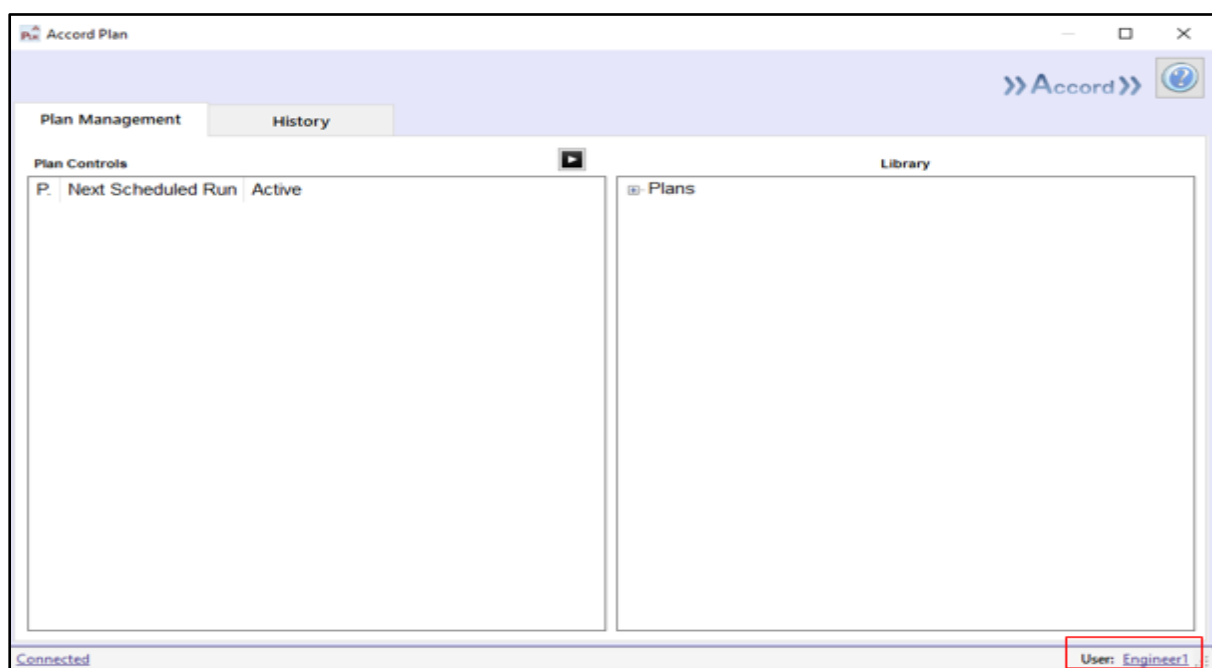 Accord Plan
»Accord»
Plan Management History
Plan Controls Library
P. Next Scheduled Run Active
Plans
Connected User: Engineer1